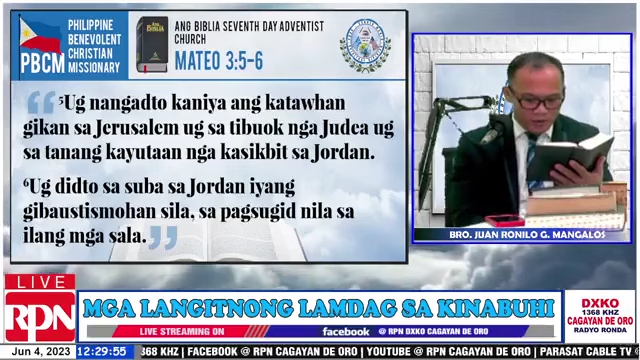 PBCM
PHILIPPINE
BENEVOLENT
CHRISTIAN
MISSIONARY
ANG BIBLIA SEVENTH DAY ADVENTIST
CHURCH
MATEO 3:5-6
"⁵Ug nangadto kaniya ang katawhan
gikan sa Jerusalem ug sa tibuok nga Judea ug
sa tanang kayutaan nga kasikbit sa Jordan.
⁶Ug didto sa suba sa Jordan iyang
gibaustismohan sila, sa pagsugid nila sa
ilang mga sala."
BRO. JUAN RONILO G. MANGALOS
LIVE
RPN
MGA LANGITNONG LAMDAG SA KINABUHI
LIVE STREAMING ON
facebook
@ RPN DXKO CAGAYAN DE ORO
DXKO
1368 KHZ
CAGAYAN DE ORO
RADYO RONDA
Jun 4, 2023
12:29:55
368 KHZ | FACEBOOK @ RPN CAGAYAN DE ORO | YOUTUBE @ RPN CAGAYAN DE ORO | PARASAT CABLE TV